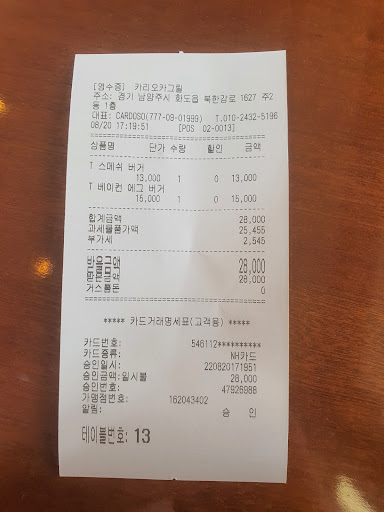 [영수증] 카리오카그릴
주소: 경기 남양주시 화도읍 북한강로 1627 주2
동 1층
대표: CARDOSO(777-09-01999) T.010-2432-5196
08/20 17:19:51 [POS 02-0013]
상품명 단가 수량 할인 금액
T 스메쉬 버거
13,000 1 0 13,000
T 베이컨 에그 버거
15,000 1 0 15,000
합계금액 28,000
과세물품가액 25,455
부가세 2,545
받을금액 28,000
받은금액 28,000
거스름돈 0
***** 카드거래명세표(고객용) *****
카드번호: 546112**********
카드종류: NH카드
승인일시: 220820171951
승인금액:일시불 28,000
승인번호: 47926988
가맹점번호: 162043402
알림: 승 인
테이블번호: 13